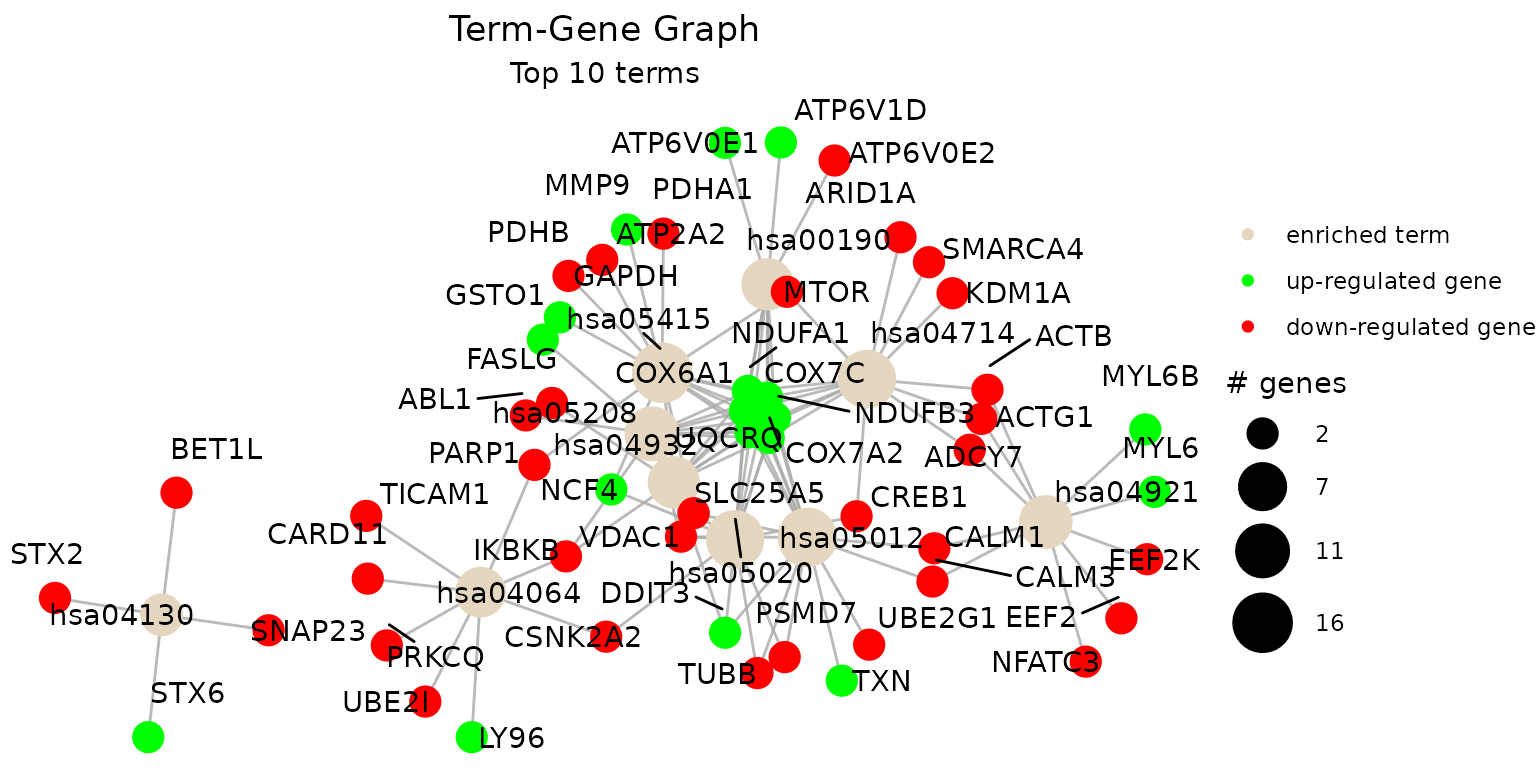 Term-Gene Graph
Top 10 terms
ATP6V1D
ATP6V0E1
ATP6V0E2
MMP9
PDHA1
ARID1A
PDHB
ATP2A2
hsa00190
SMARCA4
enriched term
GAPDH
MTOR
KDM1A
up-regulated gene
GSTO1
hsa05415
NDUFA1
hsa04714
ACTB
down-regulated gene
FASLG
COX6A1
COX7C
MYL6B
# genes
ABL1
hsa05208
NDUFB3
ACTG1
2
BET1L
PARP1
hsa04932
UQCRQ
COX7A2
ADCY7
MYL6
7
TICAM1
NCF4
SLC25A5
CREB1
hsa04921
CARD11
IKBKB
VDAC1
hsa05012
CALM1
11
STX2
hsa05020
CALM3
EEF2K
hsa04130
hsa04064
DDIT3
PSMD7
UBE2G1
EEF2
16
SNAP23
PRKCQ
CSNK2A2
NFATC3
STX6
UBE2I
TUBB
TXN
LY96